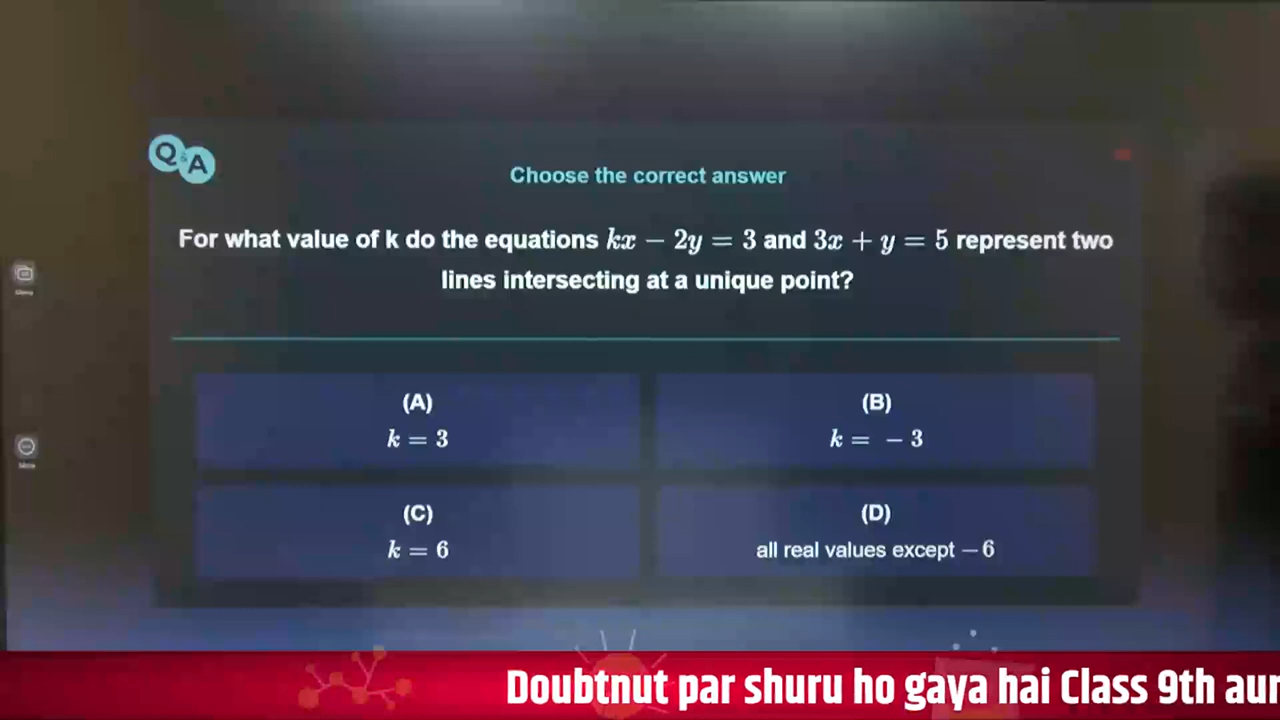 Q & A
Choose the correct answer
For what value of k do the equations kx − 2y = 3 and 3x + y = 5 represent two
lines intersecting at a unique point?
(A)
k = 3
(B)
k = − 3
(C)
k = 6
(D)
all real values except − 6
Doubtnut par shuru ho gaya hai Class 9th aur